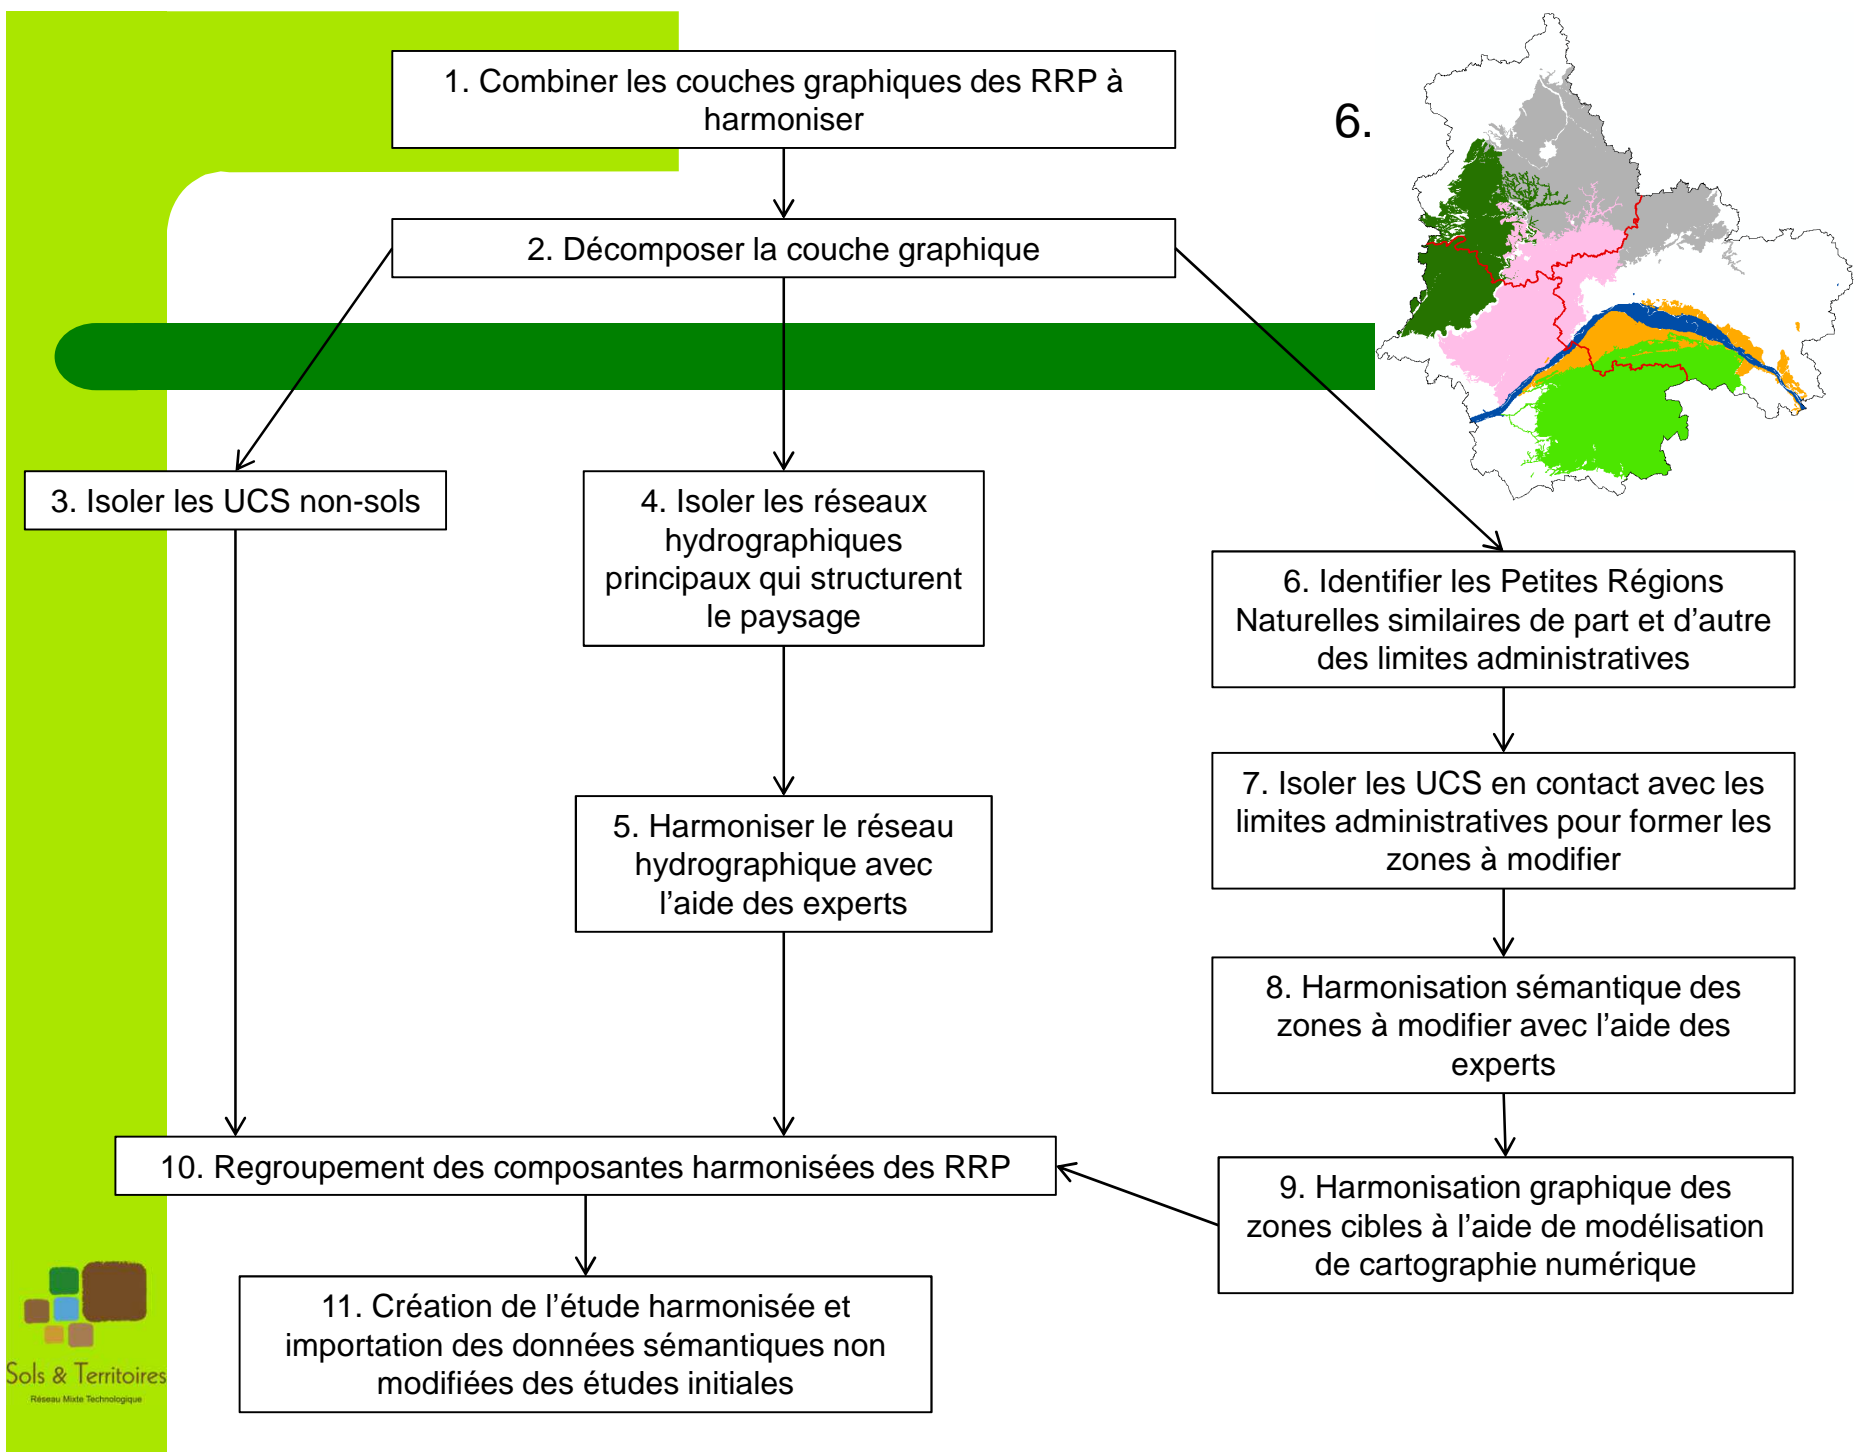 1. Combiner les couches graphiques des RRP à
harmoniser
6.
2. Décomposer la couche graphique
3. Isoler les UCS non-sols
4. Isoler les réseaux
hydrographiques
principaux qui structurent
le paysage
5. Harmoniser le réseau
hydrographique avec
l’aide des experts
6. Identifier les Petites Régions
Naturelles similaires de part et d’autre
des limites administratives
7. Isoler les UCS en contact avec les
limites administratives pour former les
zones à modifier
8. Harmonisation sémantique des
zones à modifier avec l’aide des
experts
9. Harmonisation graphique des
zones cibles à l’aide de modélisation
de cartographie numérique
10. Regroupement des composantes harmonisées des RRP
11. Création de l’étude harmonisée et
importation des données sémantiques non
modifiées des études initiales
Sols & Territoires
Réseau Mixte Technologique